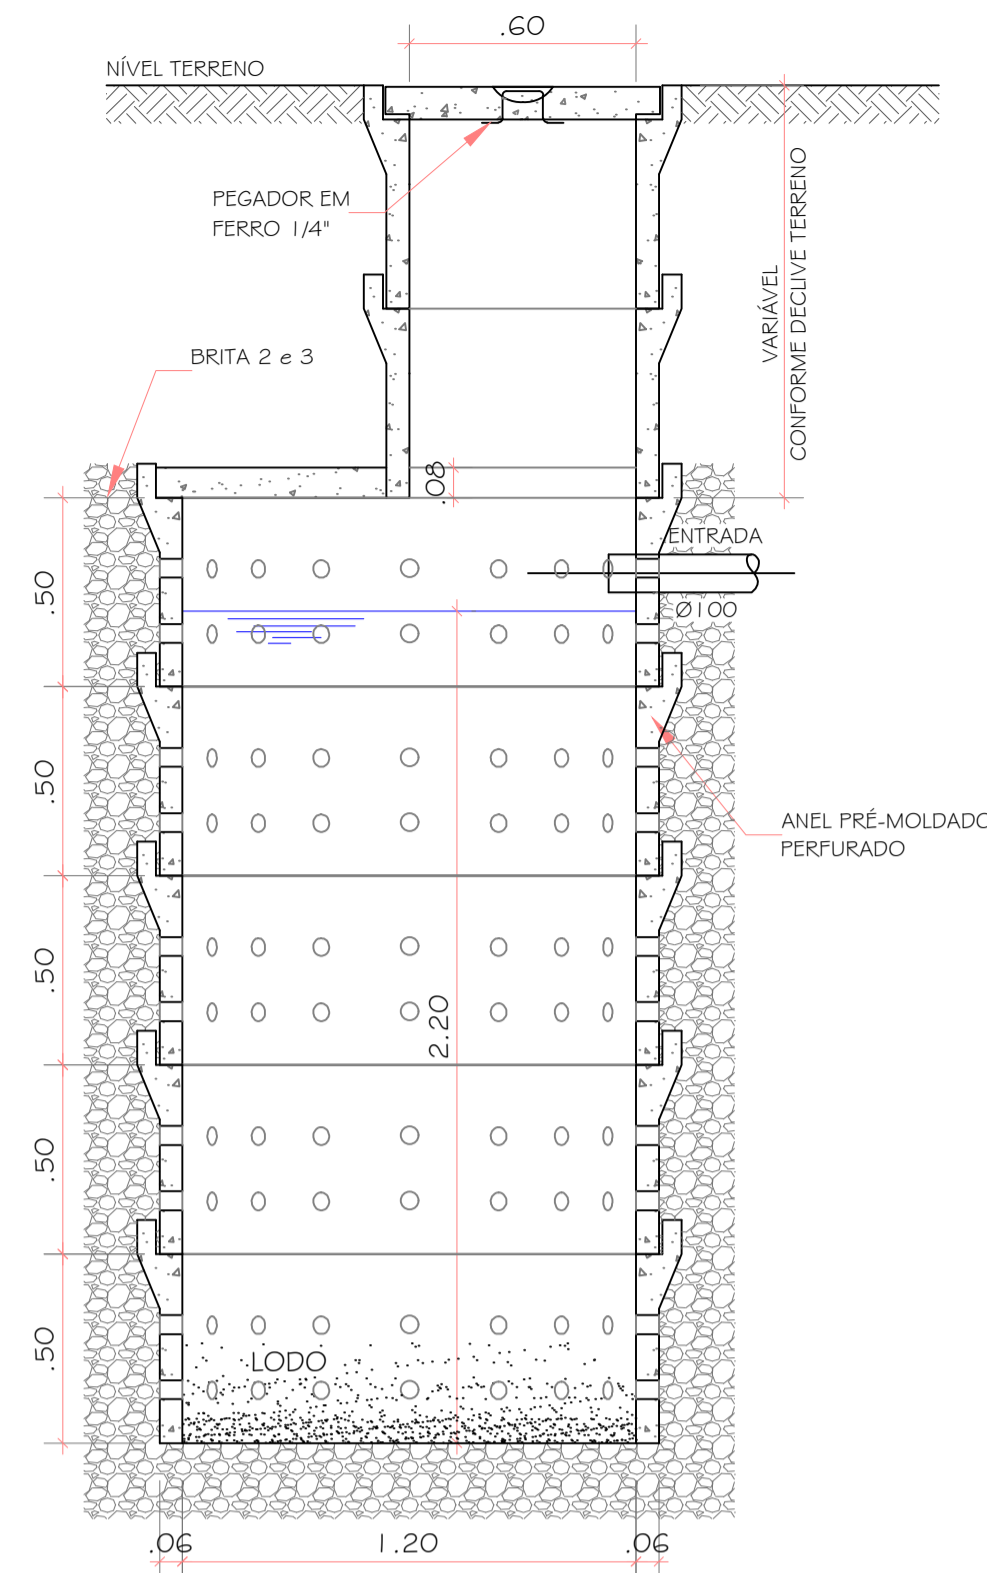 .60
NÍVEL TERRENO
PEGADOR EM
FERRO 1/4"
VARIÁVEL
CONFORME DECLIVE TERRENO
BRITA 2 e 3
.08
ENTRADA
Ø100
.50
.50
ANEL PRÉ-MOLDADO
PERFURADO
.50
2.20
.50
.50
LODO
.06
1.20
.06